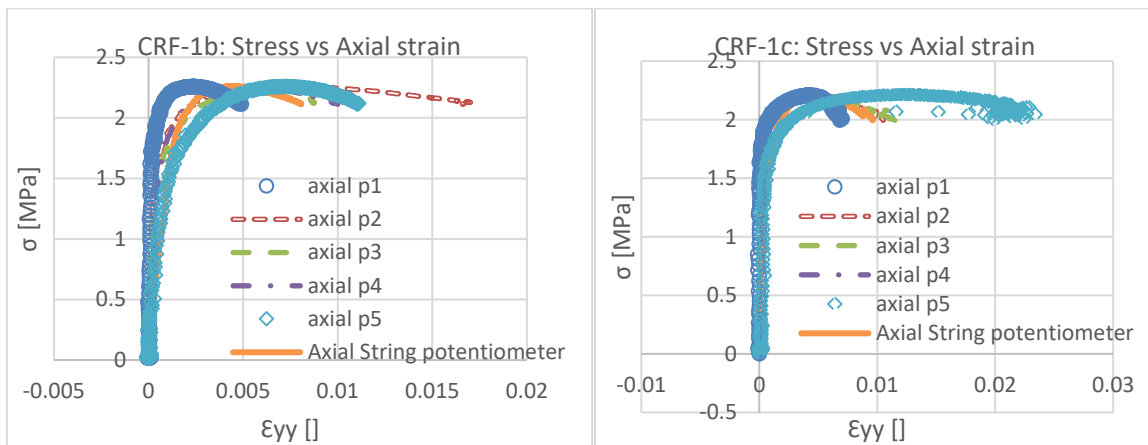 CRF-1b: Stress vs Axial strain
2.5
2
1.5
1
0.5
0
-0.005
0
0.005
0.01
0.015
0.02
σ [MPa]
Ɛyy []
axial p1
axial p2
axial p3
axial p4
axial p5
Axial String potentiometer
CRF-1c: Stress vs Axial strain
2.5
2
1.5
1
0.5
0
-0.5
-0.01
0
0.01
0.02
0.03
σ [MPa]
Ɛyy []
axial p1
axial p2
axial p3
axial p4
axial p5
Axial String potentiometer